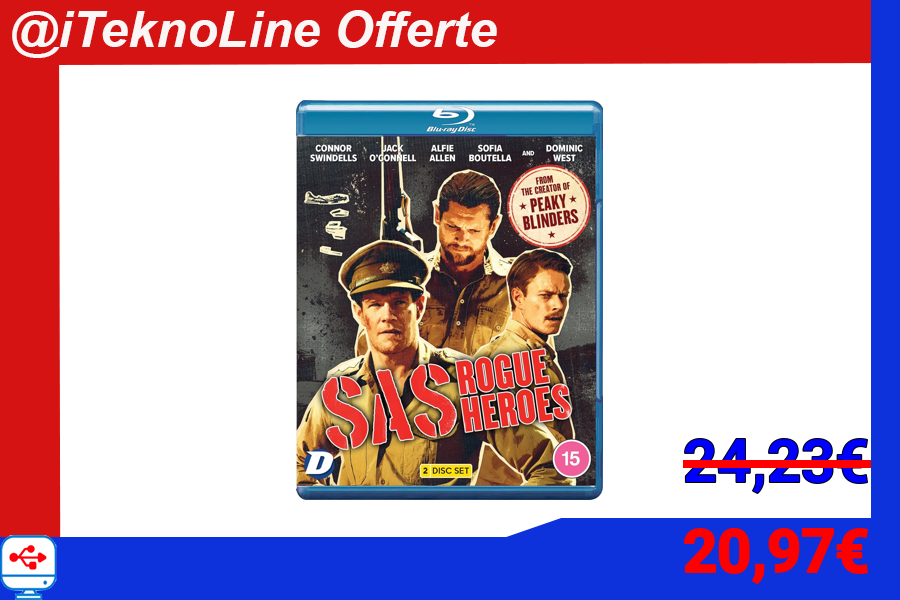 @iTeknoLine Offerte
Blu-ray Disc
CONNOR SWINDELLS
JACK O'CONNELL
ALFIE ALLEN
SOFIA BOUTELLA
AND
DOMINIC WEST
FROM
THE CREATOR OF
PEAKY
BLINDERS
SAS ROGUE
HEROES
D
2 DISC SET
15
24,23€
20,97€